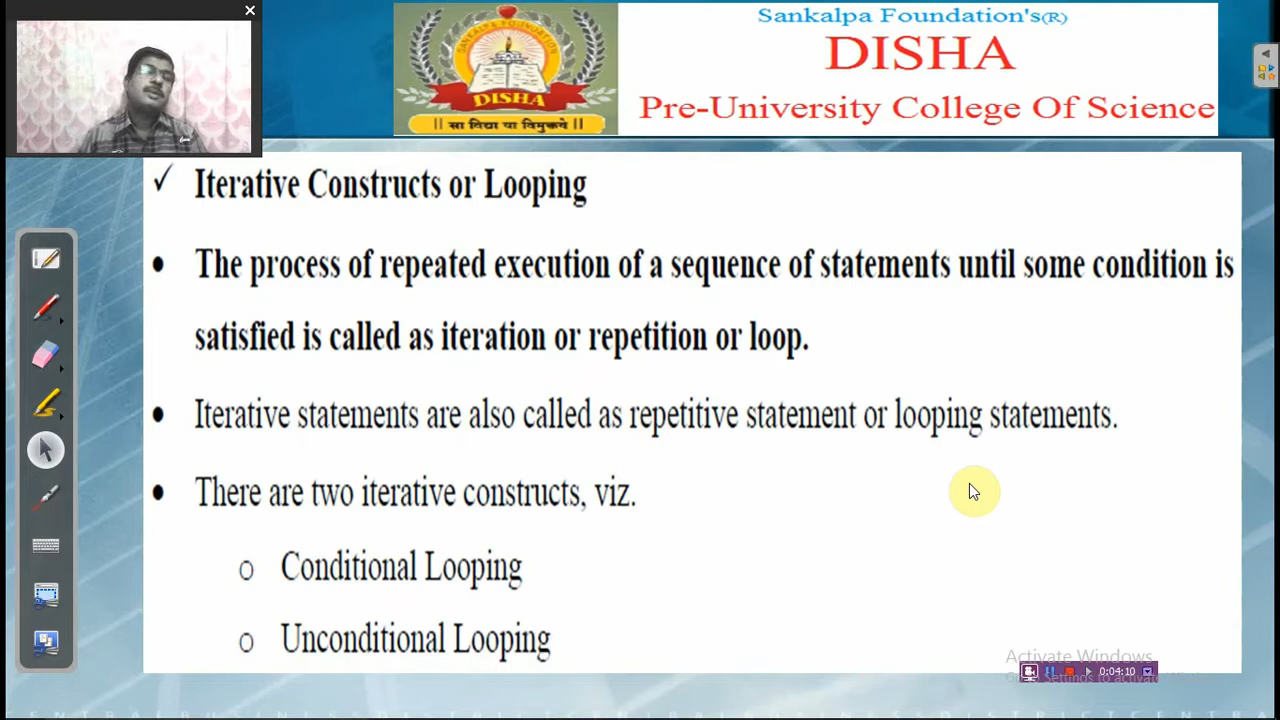 Sankalpa Foundation's(R)
DISHA
Pre-University College Of Science
SANKALPA FOUNDATION
DISHA
|| सा विद्या या विमुक्तये ||
✓ Iterative Constructs or Looping
• The process of repeated execution of a sequence of statements until some condition is
satisfied is called as iteration or repetition or loop.
• Iterative statements are also called as repetitive statement or looping statements.
• There are two iterative constructs, viz.
o Conditional Looping
o Unconditional Looping
Activate Windows
0:04:10